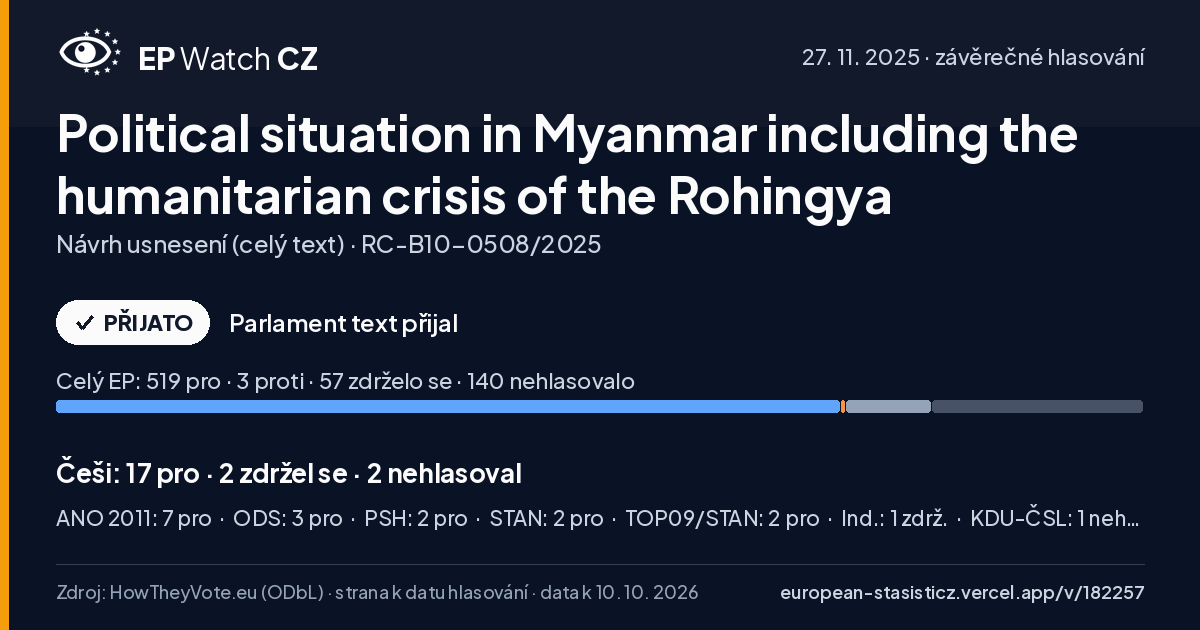 EP Watch CZ
27. 11. 2025 · závěrečné hlasování
Political situation in Myanmar including the
humanitarian crisis of the Rohingya
Návrh usnesení (celý text) · RC-B10-0508/2025
✓ PŘIJATO
Parlament text přijal
Celý EP: 519 pro · 3 proti · 57 zdrželo se · 140 nehlasovalo
Češi: 17 pro · 2 zdržel se · 2 nehlasoval
ANO 2011: 7 pro · ODS: 3 pro · PSH: 2 pro · STAN: 2 pro · TOP09/STAN: 2 pro · Ind.: 1 zdrž. · KDU-ČSL: 1 neh…
Zdroj: HowTheyVote.eu (ODbL) · strana k datu hlasování · data k 10. 10. 2026
european-stasisticz.vercel.app/v/182257